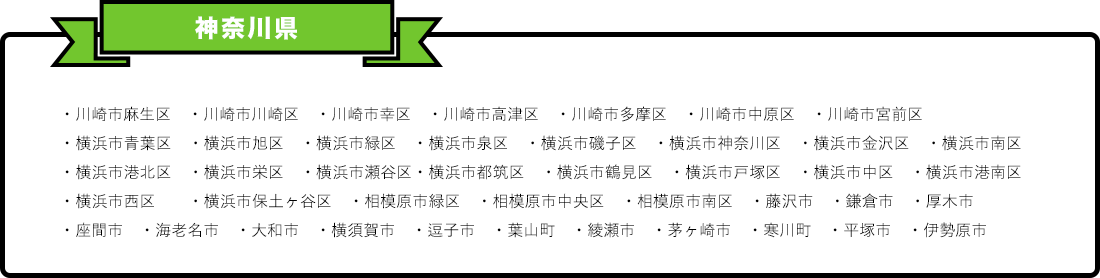 神奈川県
・川崎市麻生区　・川崎市川崎区　・川崎市幸区　・川崎市高津区　・川崎市多摩区　・川崎市中原区　・川崎市宮前区
・横浜市青葉区　・横浜市旭区　・横浜市緑区　・横浜市泉区　・横浜市磯子区　・横浜市神奈川区　・横浜市金沢区　・横浜市南区
・横浜市港北区　・横浜市栄区　・横浜市瀬谷区・横浜市都筑区　・横浜市鶴見区　・横浜市戸塚区　・横浜市中区　・横浜市港南区
・横浜市西区　　・横浜市保土ヶ谷区　・相模原市緑区　・相模原市中央区　・相模原市南区　・藤沢市　・鎌倉市　・厚木市
・座間市　・海老名市　・大和市　・横須賀市　・逗子市　・葉山町　・綾瀬市　・茅ヶ崎市　・寒川町　・平塚市　・伊勢原市